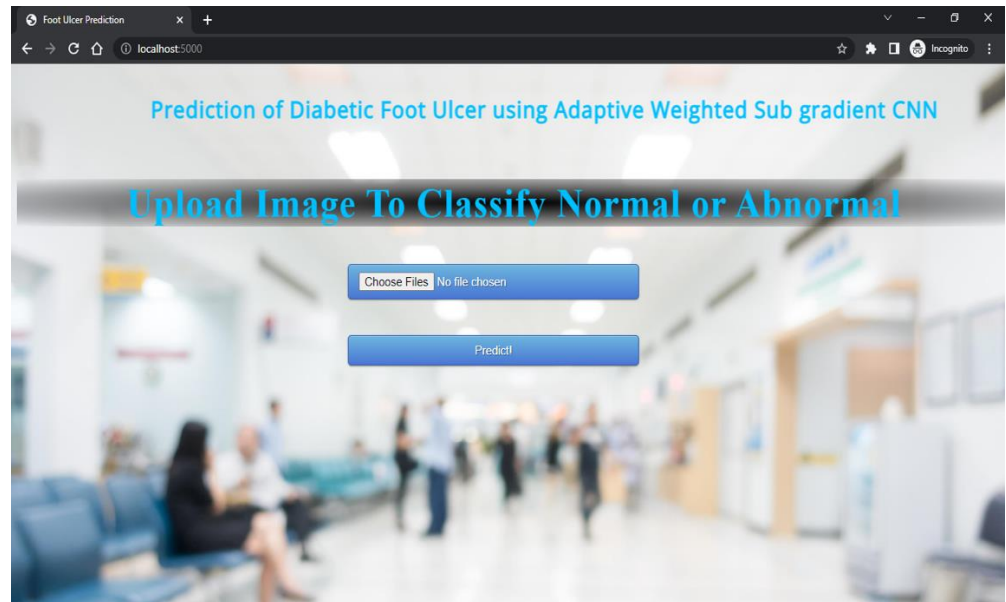 Foot Ulcer Prediction
localhost:5000
Incognito
Prediction of Diabetic Foot Ulcer using Adaptive Weighted Sub gradient CNN
Upload Image To Classify Normal or Abnormal
Choose Files No file chosen
Predict!